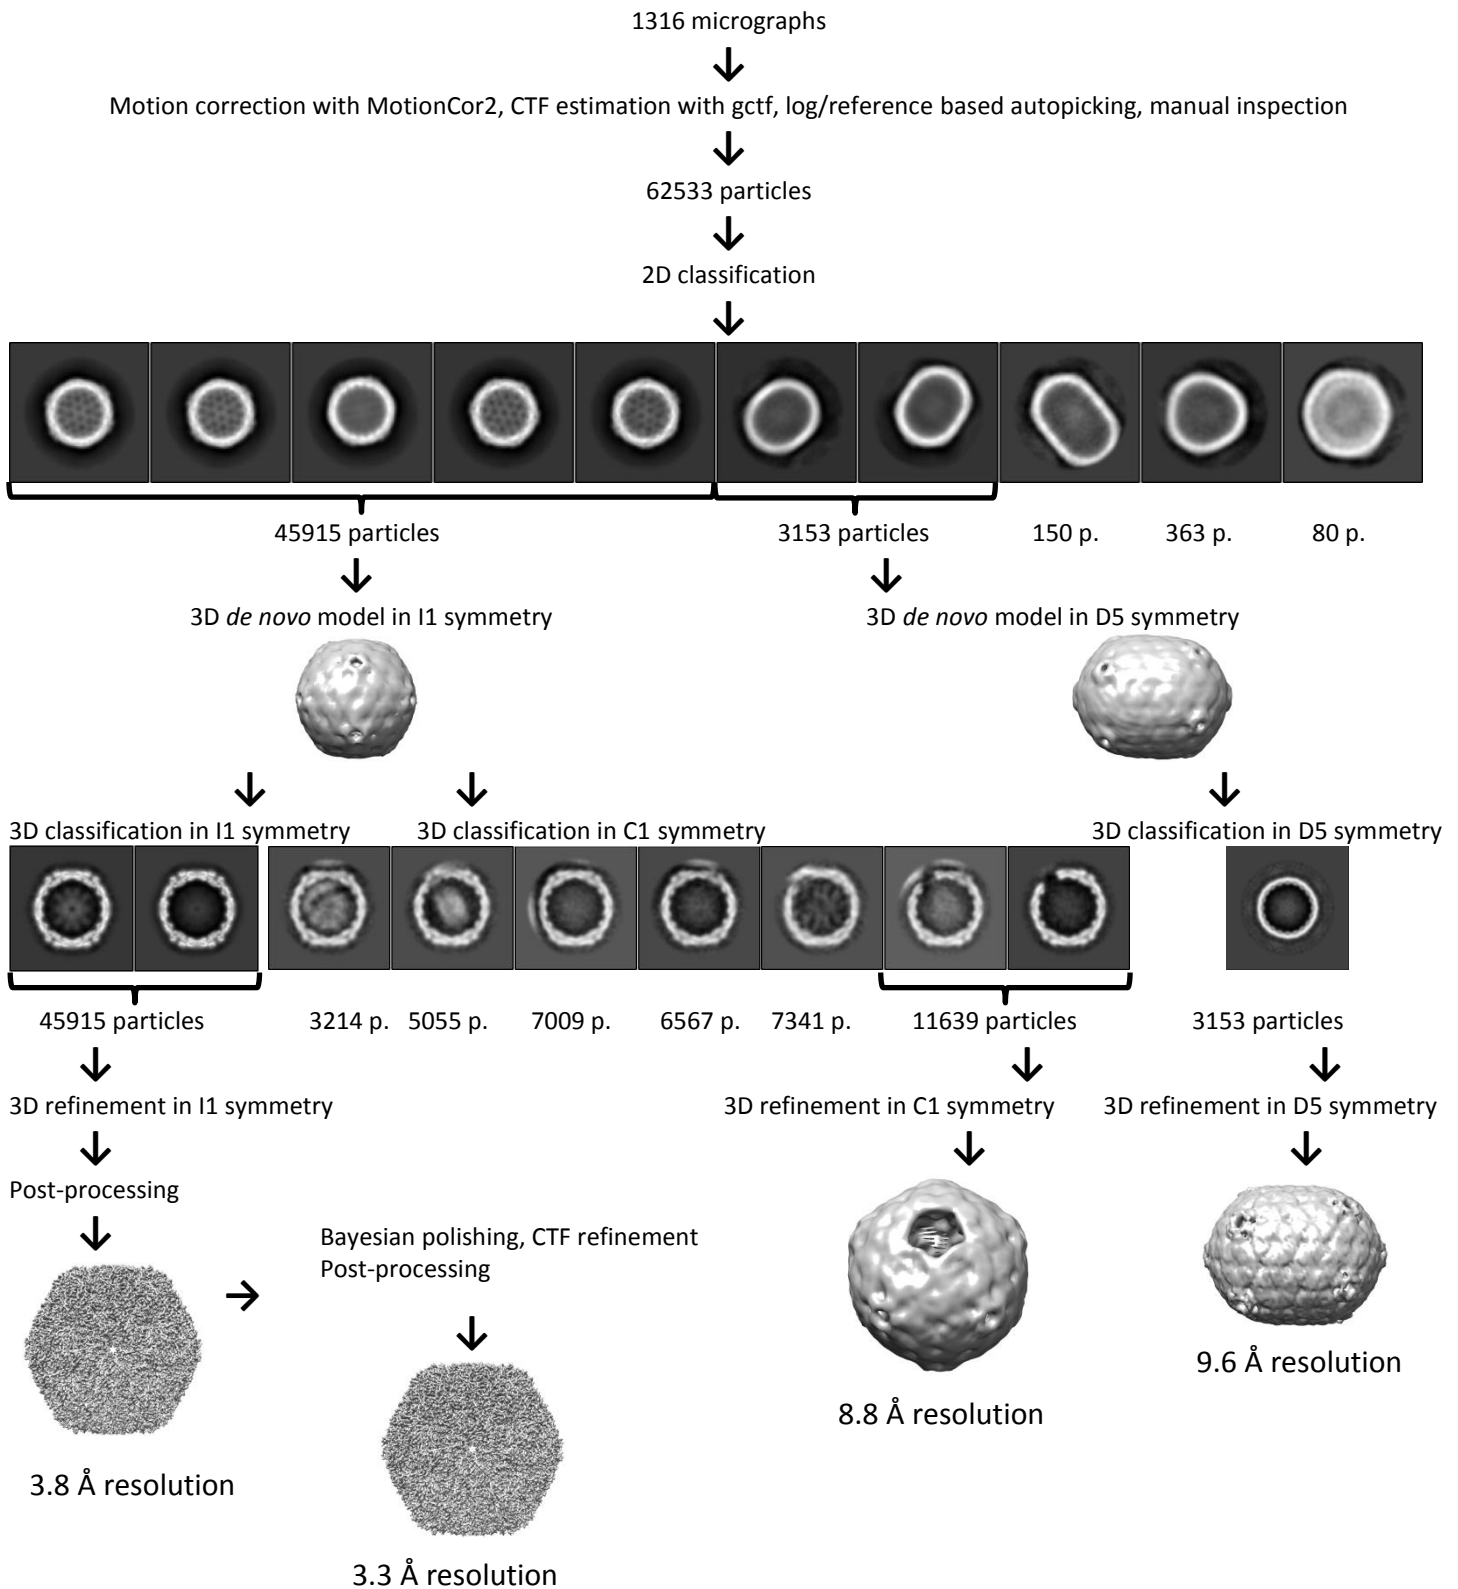 1316 micrographs
Motion correction with MotionCor2, CTF estimation with gctf, log/reference based autopicking, manual inspection
62533 particles
2D classification
45915 particles
3153 particles
150 p.
363 p.
80 p.
3D de novo model in I1 symmetry
3D de novo model in D5 symmetry
3D classification in I1 symmetry
3D classification in C1 symmetry
3D classification in D5 symmetry
45915 particles
3214 p.
5055 p.
7009 p.
6567 p.
7341 p.
11639 particles
3153 particles
3D refinement in I1 symmetry
3D refinement in C1 symmetry
3D refinement in D5 symmetry
Post-processing
Bayesian polishing, CTF refinement
Post-processing
9.6 Å resolution
8.8 Å resolution
3.8 Å resolution
3.3 Å resolution